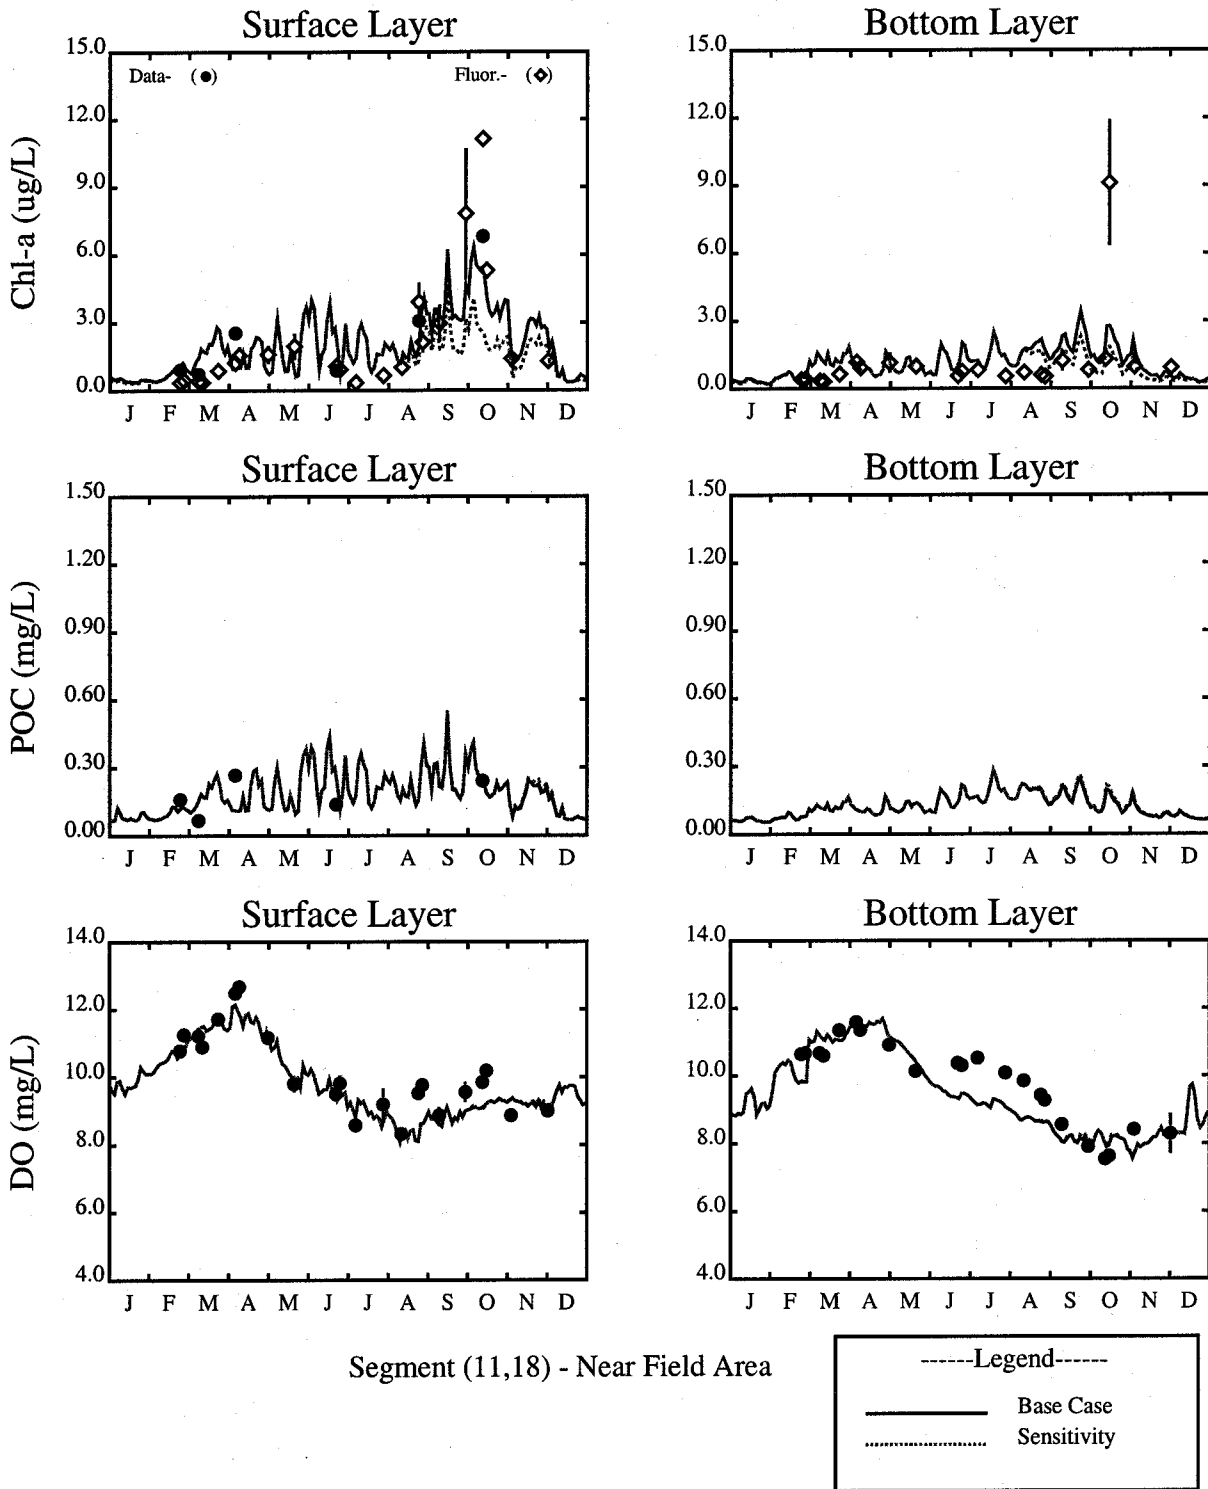 Surface Layer
Bottom Layer
Chl-a (ug/L)
15.0
12.0
9.0
6.0
3.0
0.0
Data- (●)
Fluor.- (◇)
J F M A M J J A S O N D
15.0
12.0
9.0
6.0
3.0
0.0
J F M A M J J A S O N D
Surface Layer
Bottom Layer
POC (mg/L)
1.50
1.20
0.90
0.60
0.30
0.00
J F M A M J J A S O N D
1.50
1.20
0.90
0.60
0.30
0.00
J F M A M J J A S O N D
Surface Layer
Bottom Layer
DO (mg/L)
14.0
12.0
10.0
8.0
6.0
4.0
J F M A M J J A S O N D
14.0
12.0
10.0
8.0
6.0
4.0
J F M A M J J A S O N D
Segment (11,18) - Near Field Area
------Legend------
Base Case
Sensitivity